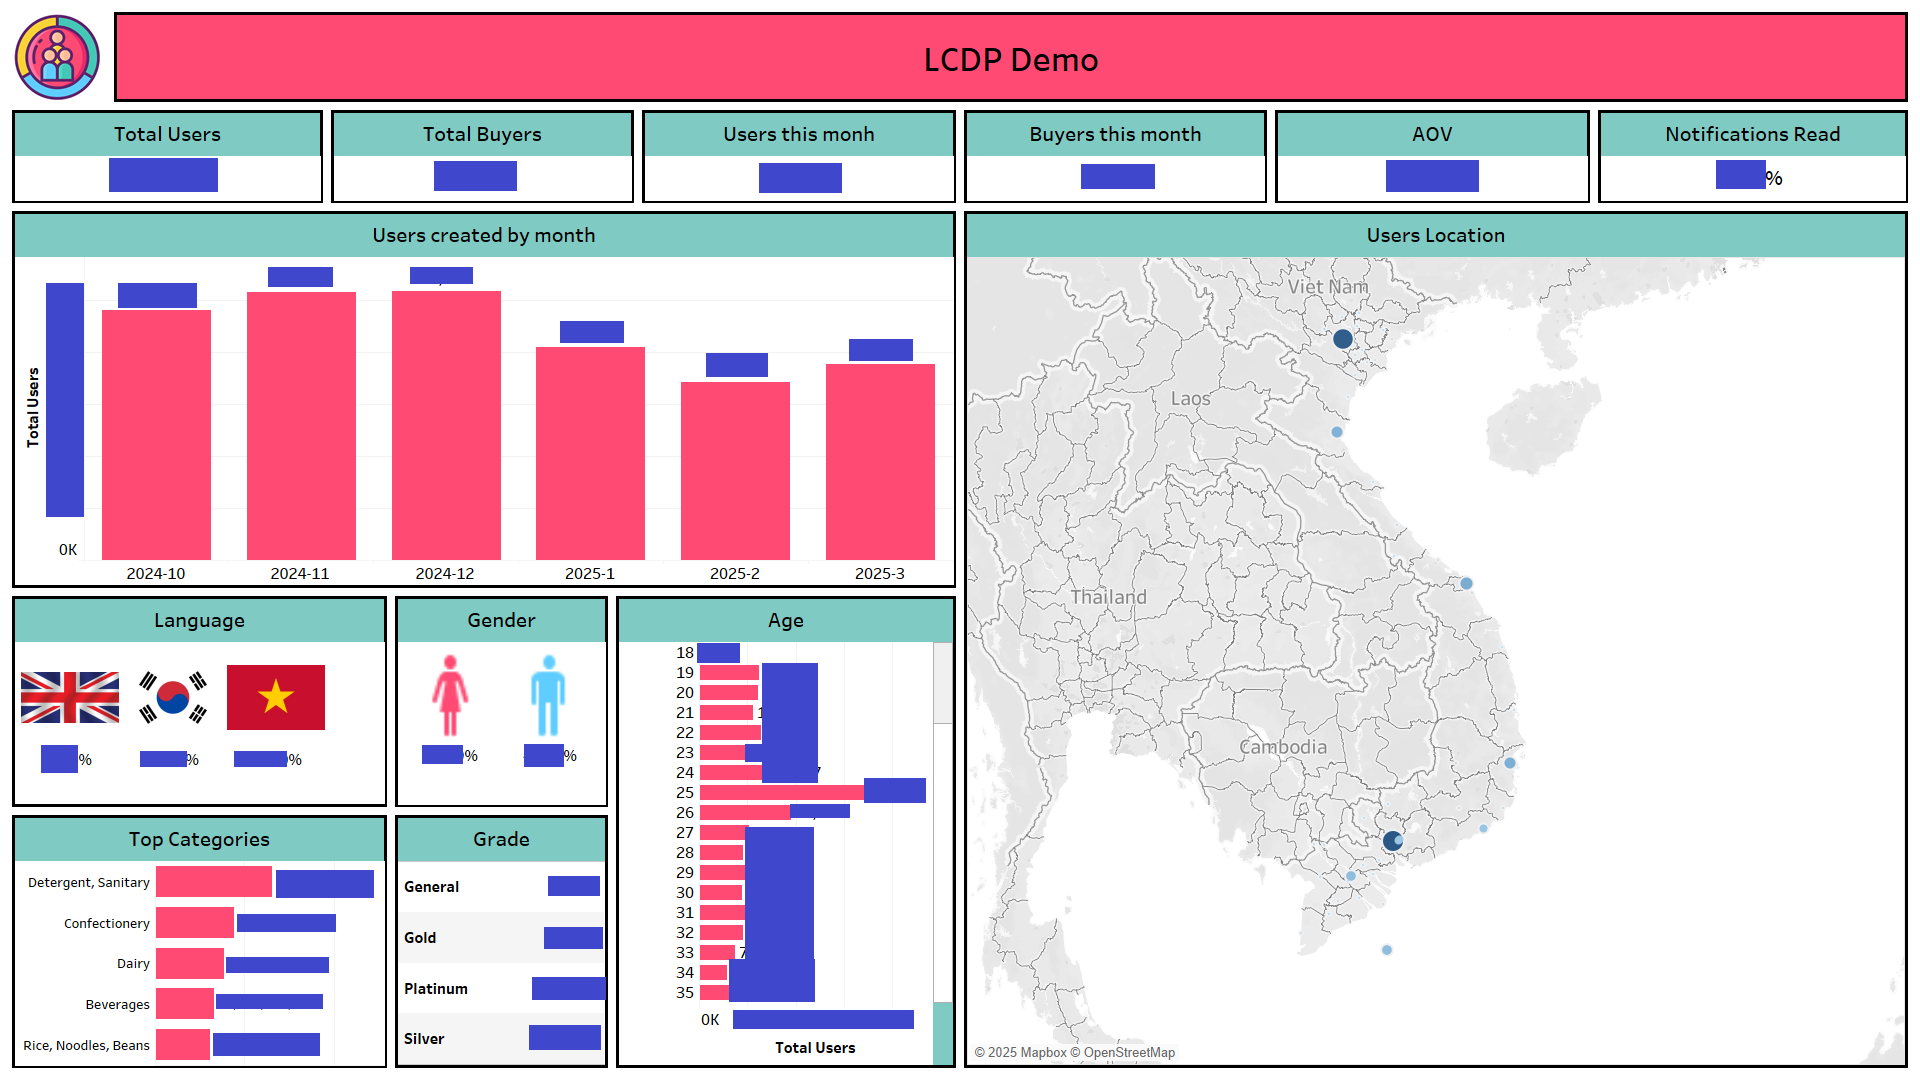 LCDP Demo
Total Users
Total Buyers
Users this monh
Buyers this month
AOV
Notifications Read
%
Users created by month
Total Users
0K
2024-10
2024-11
2024-12
2025-1
2025-2
2025-3
Users Location
Viet Nam
Laos
Thailand
Cambodia
© 2025 Mapbox © OpenStreetMap
Language
%
%
%
Gender
%
%
Age
18
19
20
21
22
23
24
25
26
27
28
29
30
31
32
33
34
35
0K
Total Users
Top Categories
Detergent, Sanitary
Confectionery
Dairy
Beverages
Rice, Noodles, Beans
Grade
General
Gold
Platinum
Silver